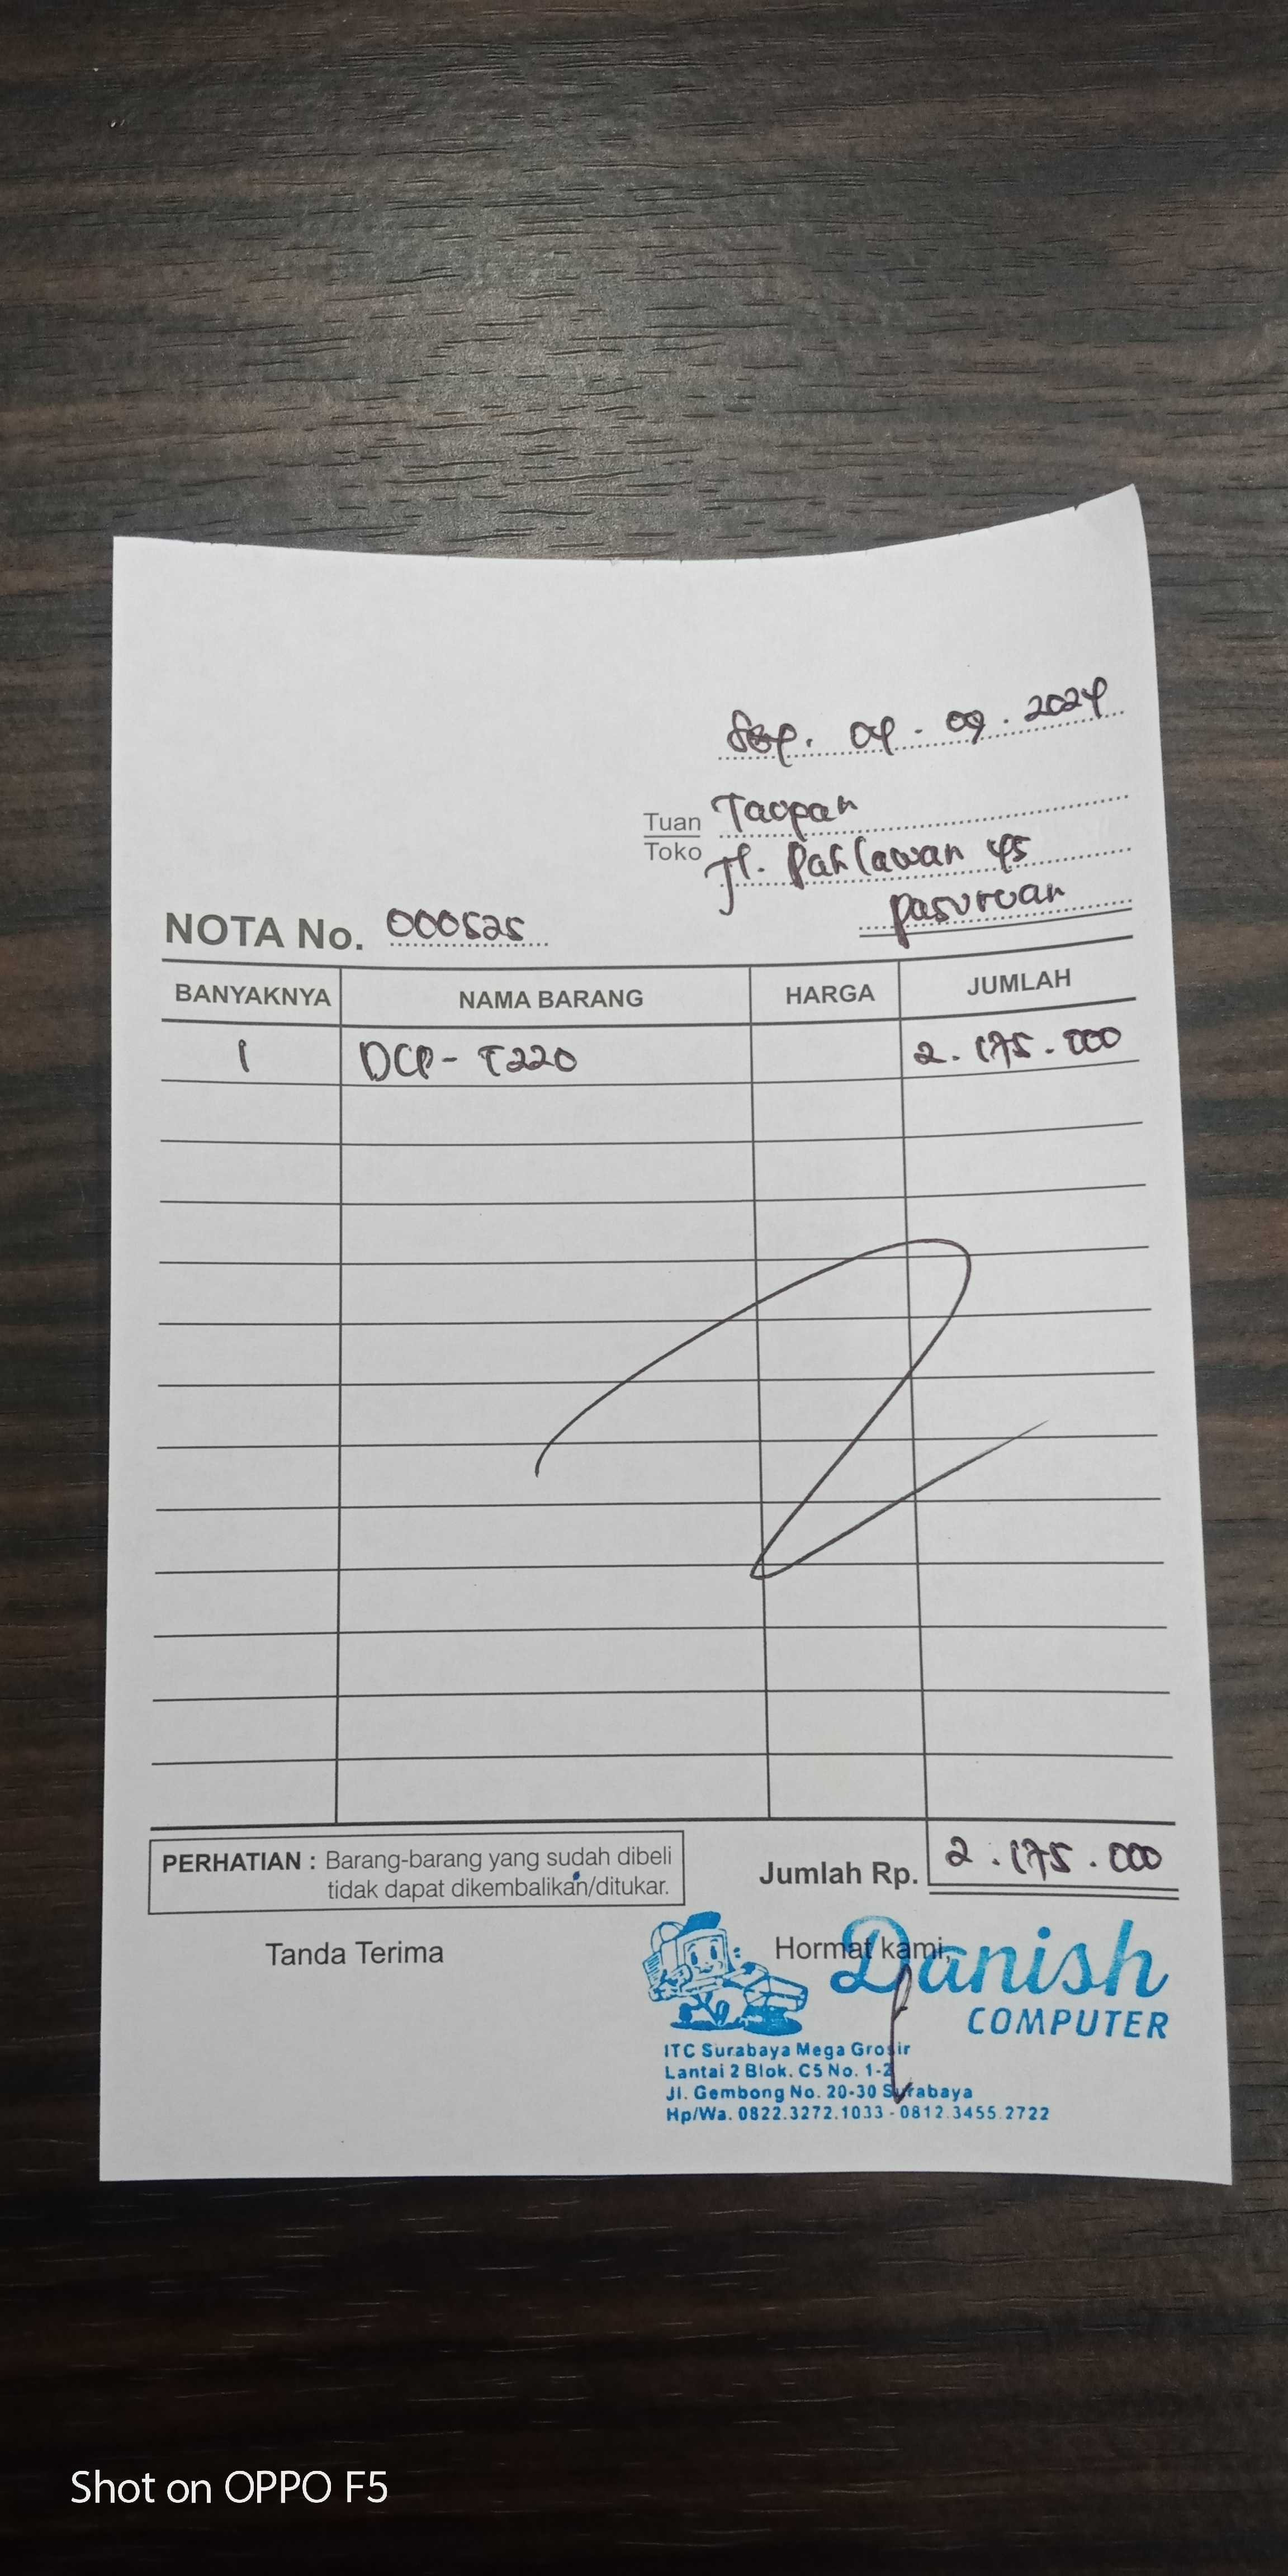 04 - 09 - 2024
Tuan Taopan
Toko Jl. Pahlawan 45
Pasuruan
NOTA No. 000525
BANYAKNYA NAMA BARANG HARGA JUMLAH
1 DCP - T220 2.175.000
PERHATIAN : Barang-barang yang sudah dibeli
tidak dapat dikembalikan/ditukar.
Jumlah Rp. 2.175.000
Tanda Terima
Hormat kami,
Danish
COMPUTER
ITC Surabaya Mega Grosir
Lantai 2 Blok. C5 No. 1-2
Jl. Gembong No. 20-30 Surabaya
Hp/Wa. 0822.3272.1033 - 0812.3455.2722
Shot on OPPO F5